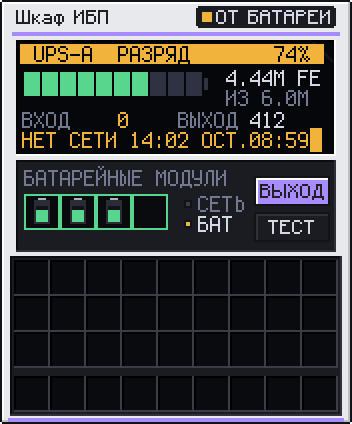 Шкаф ИБП
ОТ БАТАРЕИ
UPS-A РАЗРЯД 74%
4.44M FE
ИЗ 6.0M
ВХОД 0 ВЫХОД 412
НЕТ СЕТИ 14:02 ОСТ.08:59
БАТАРЕЙНЫЕ МОДУЛИ
СЕТЬ
БАТ
ВЫХОД
ТЕСТ